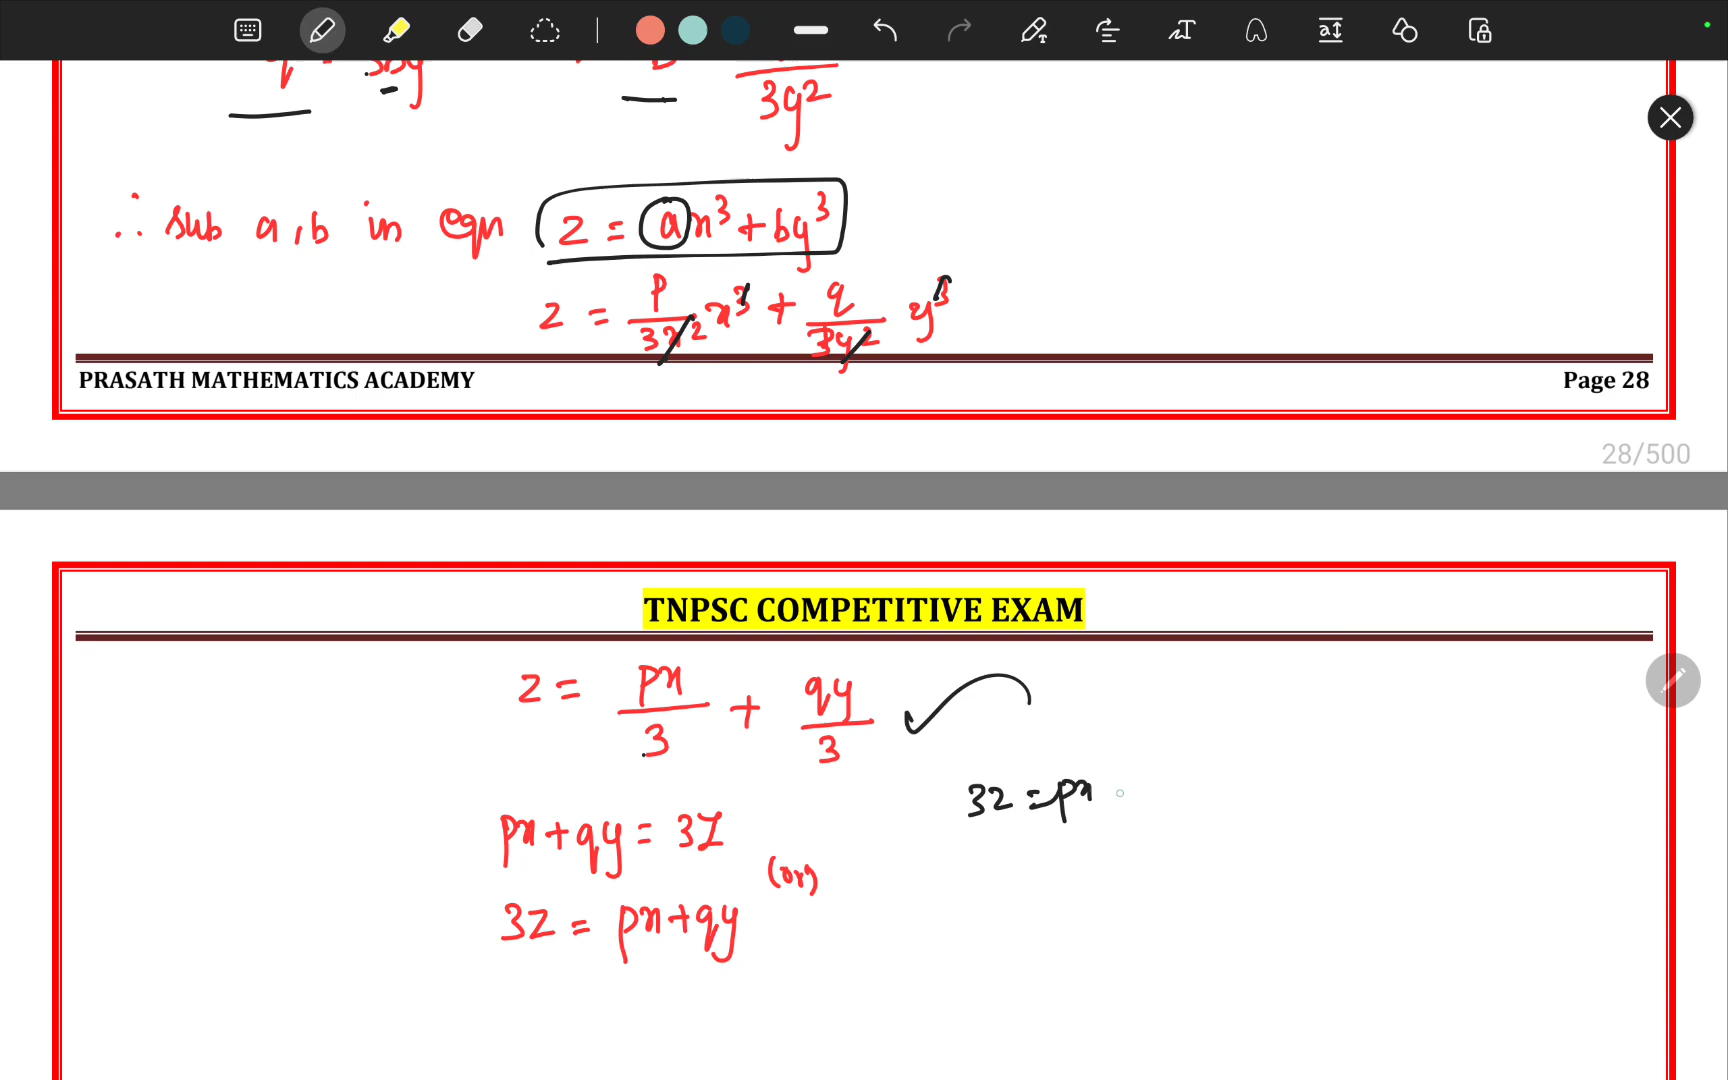 q = 3by
3y²
∴ sub a, b in eqn z = ax³ + by³
z = p/3x² x³ + q/3y² y³
PRASATH MATHEMATICS ACADEMY Page 28
28/500
TNPSC COMPETITIVE EXAM
z = px/3 + qy/3
3z = px
px + qy = 3z
(or)
3z = px + qy